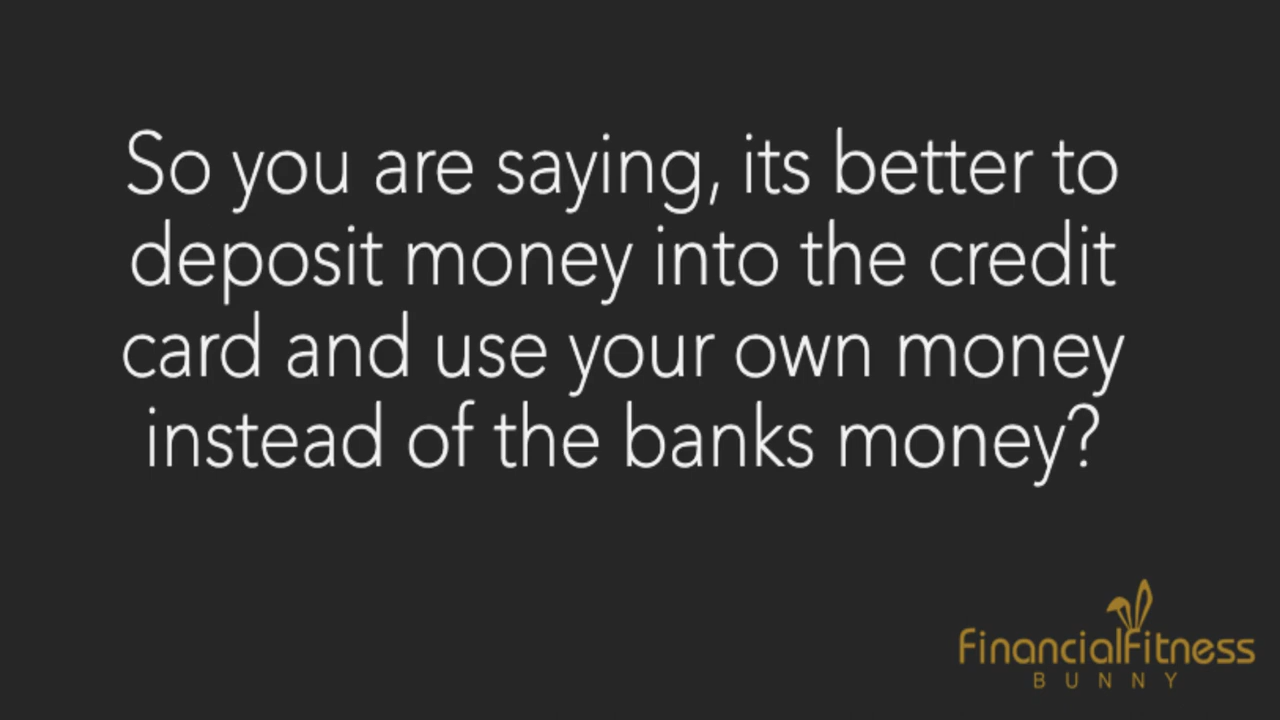 So you are saying, its better to
deposit money into the credit
card and use your own money
instead of the banks money?
FinancialFitness
BUNNY